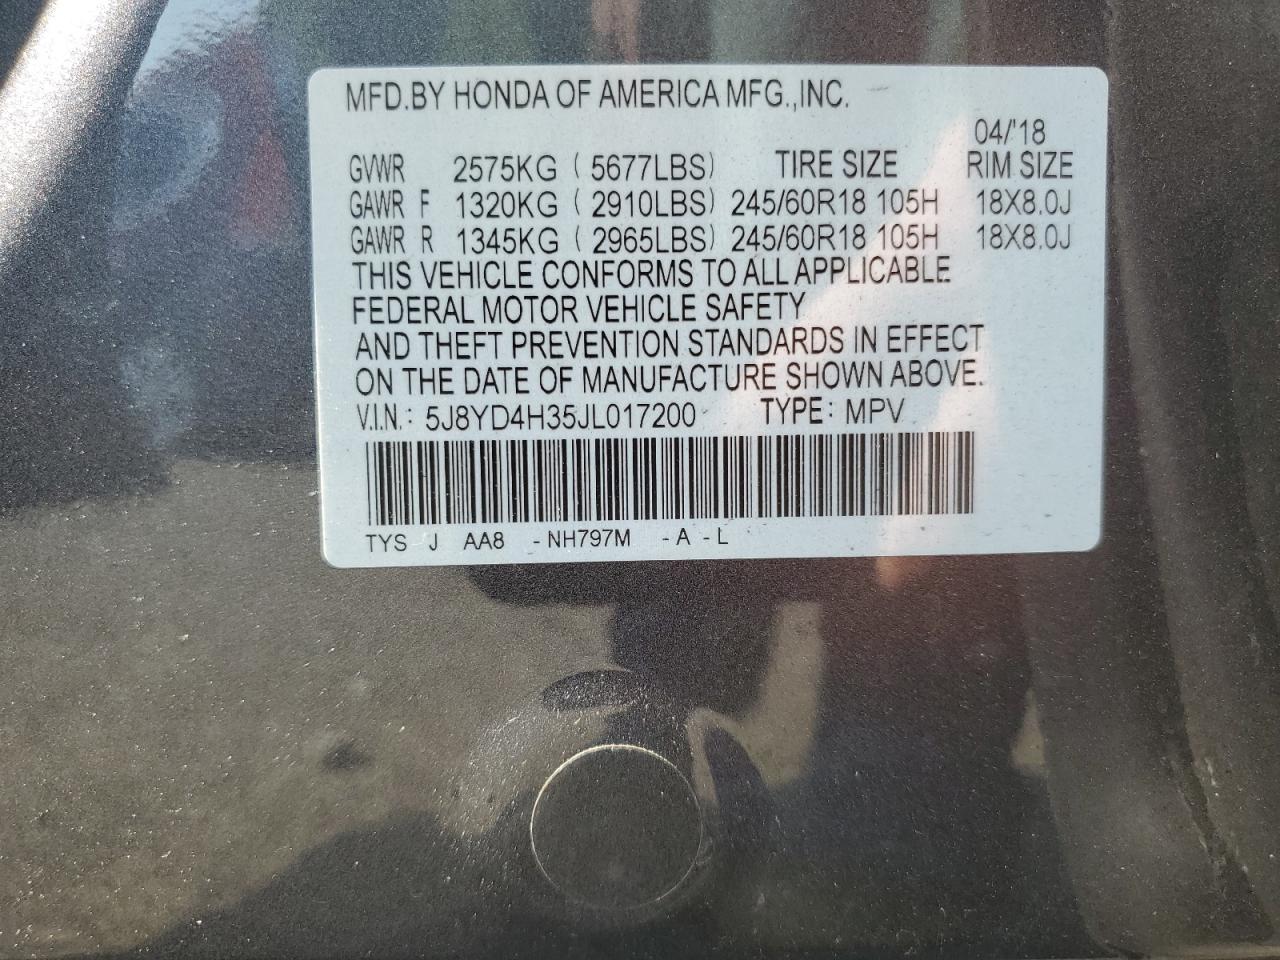 MFD.BY HONDA OF AMERICA MFG.,INC.
04/'18
GVWR 2575KG ( 5677LBS) TIRE SIZE RIM SIZE
GAWR F 1320KG ( 2910LBS) 245/60R18 105H 18X8.0J
GAWR R 1345KG ( 2965LBS) 245/60R18 105H 18X8.0J
THIS VEHICLE CONFORMS TO ALL APPLICABLE
FEDERAL MOTOR VEHICLE SAFETY
AND THEFT PREVENTION STANDARDS IN EFFECT
ON THE DATE OF MANUFACTURE SHOWN ABOVE.
V.I.N.: 5J8YD4H35JL017200 TYPE: MPV
TYS J AA8 -NH797M -A -L